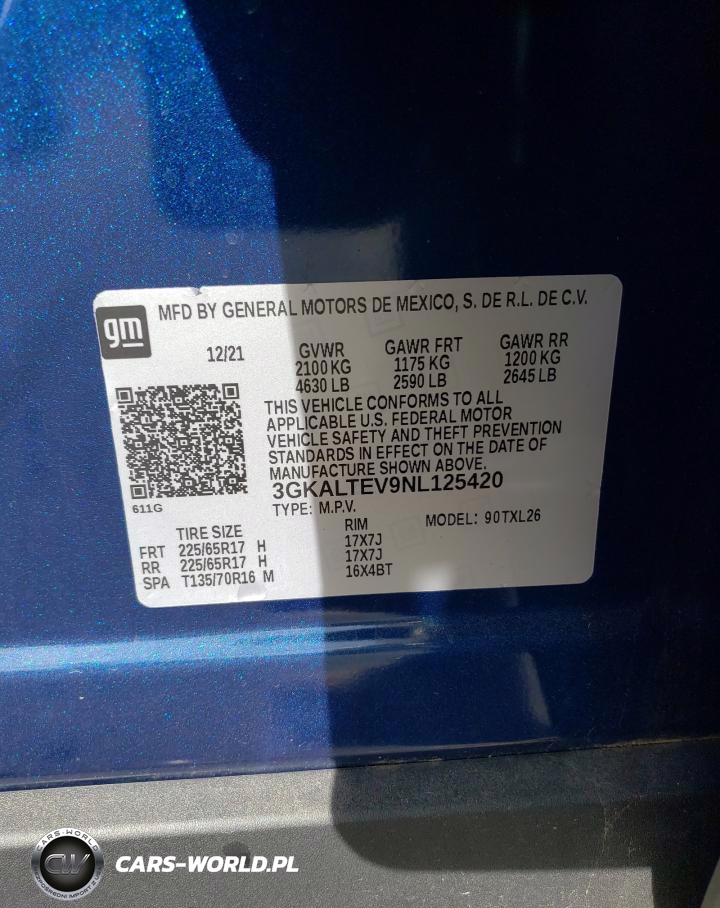 gm
MFD BY GENERAL MOTORS DE MEXICO, S. DE R.L. DE C.V.
12/21
GVWR
2100 KG
4630 LB
GAWR FRT
1175 KG
2590 LB
GAWR RR
1200 KG
2645 LB
THIS VEHICLE CONFORMS TO ALL
APPLICABLE U.S. FEDERAL MOTOR
VEHICLE SAFETY AND THEFT PREVENTION
STANDARDS IN EFFECT ON THE DATE OF
MANUFACTURE SHOWN ABOVE.
3GKALTEV9NL125420
611G
TYPE: M.P.V.
MODEL: 90TXL26
TIRE SIZE RIM
FRT 225/65R17 H 17X7J
RR 225/65R17 H 17X7J
SPA T135/70R16 M 16X4BT
CARS-WORLD
CW
CARS-WORLD.PL